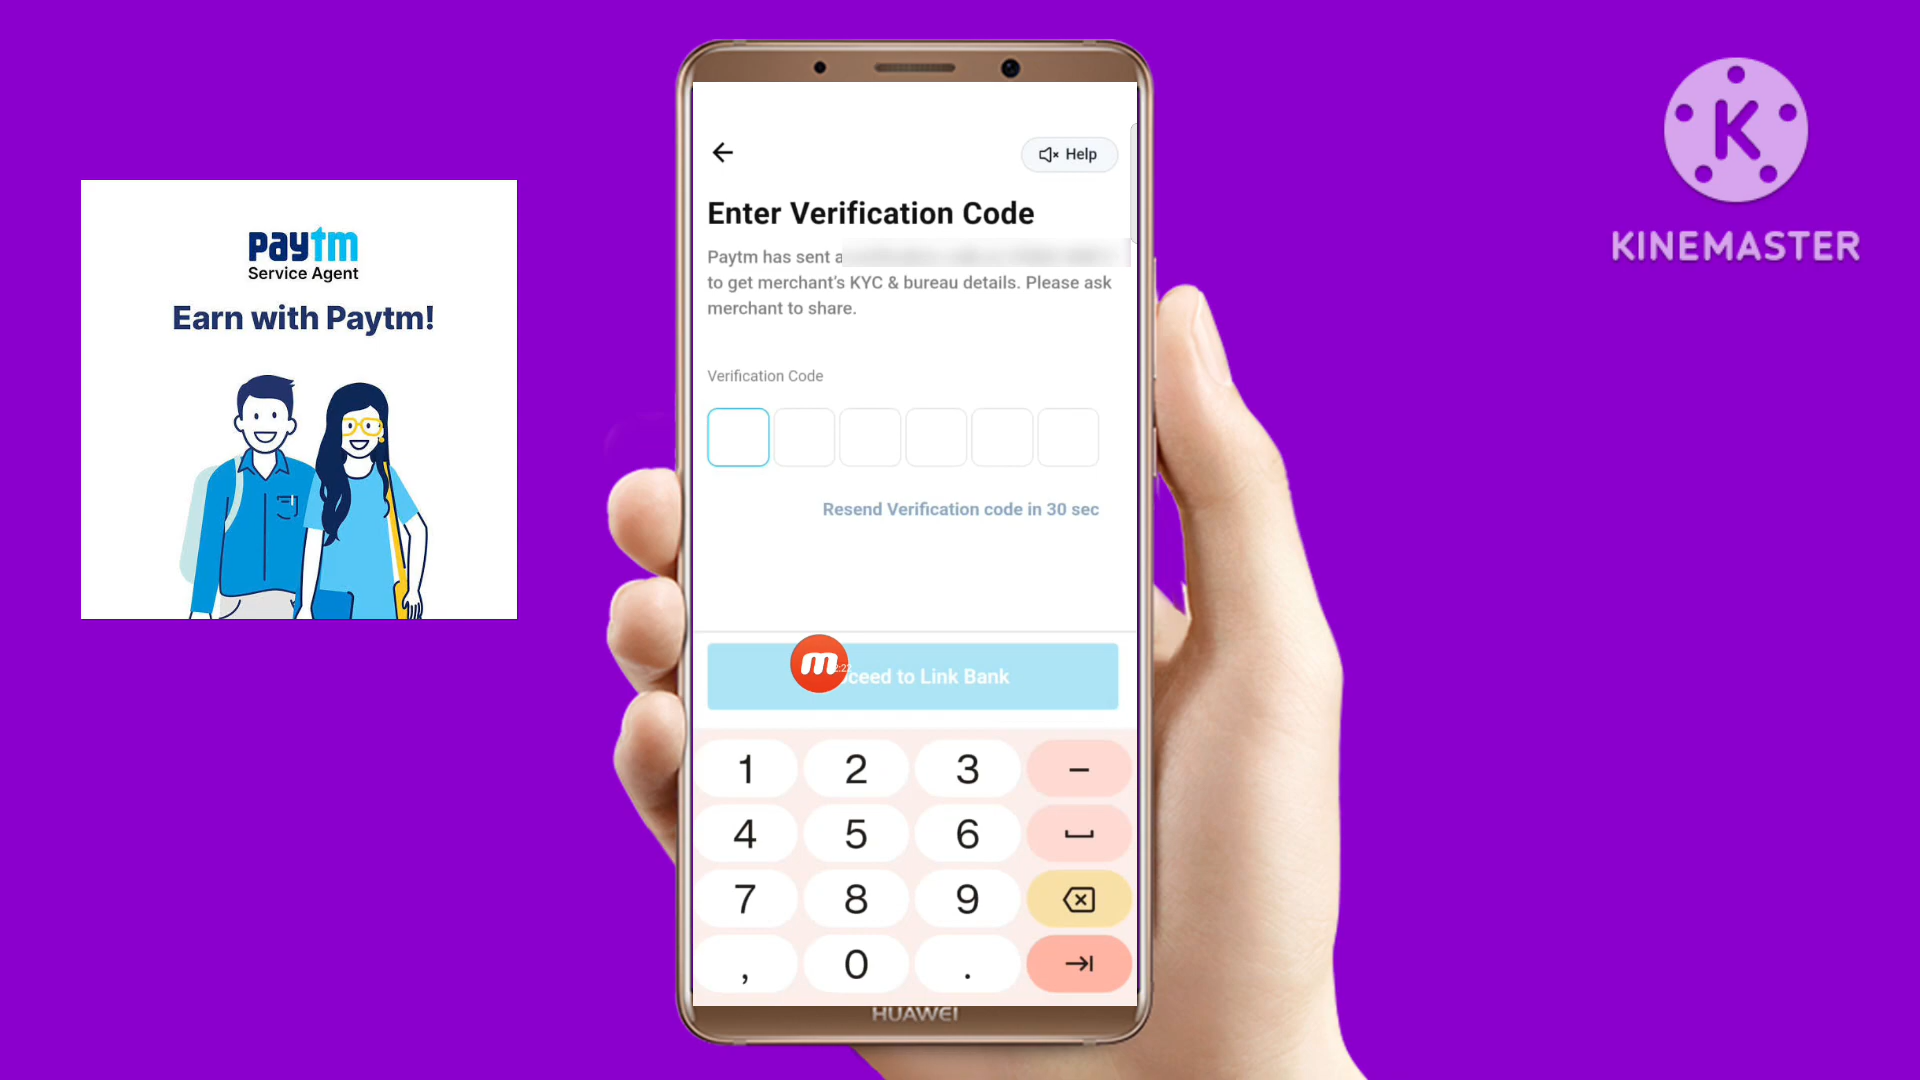 paytm
Service Agent
Earn with Paytm!
Help
Enter Verification Code
Paytm has sent a
to get merchant's KYC & bureau details. Please ask
merchant to share.
Verification Code
Resend Verification code in 30 sec
m :22
ceed to Link Bank
1 2 3 –
4 5 6
7 8 9
, 0 .
HUAWEI
K
KINEMASTER